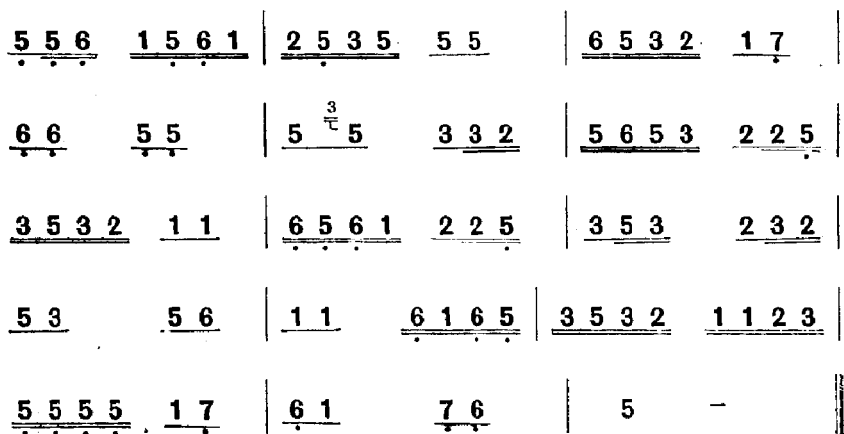 5 5 6 1 5 6 1 | 2 5 3 5 5 5 | 6 5 3 2 1 7 |
6 6 5 5 | 5 3 5 3 3 2 | 5 6 5 3 2 2 5 |
3 5 3 2 1 1 | 6 5 6 1 2 2 5 | 3 5 3 2 3 2 |
5 3 5 6 | 1 1 6 1 6 5 | 3 5 3 2 1 1 2 3 |
5 5 5 5 1 7 | 6 1 7 6 | 5 – ‖